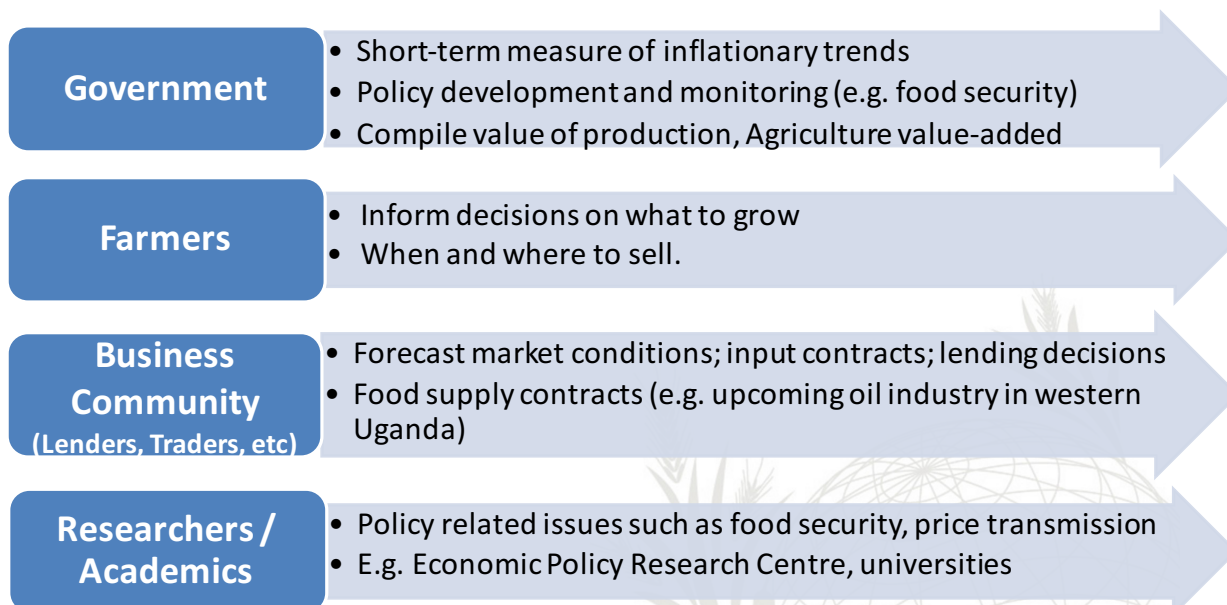 Government
• Short-term measure of inflationary trends
• Policy development and monitoring (e.g. food security)
• Compile value of production, Agriculture value-added
Farmers
• Inform decisions on what to grow
• When and where to sell.
Business
Community
(Lenders, Traders, etc)
• Forecast market conditions; input contracts; lending decisions
• Food supply contracts (e.g. upcoming oil industry in western
Uganda)
Researchers /
Academics
• Policy related issues such as food security, price transmission
• E.g. Economic Policy Research Centre, universities